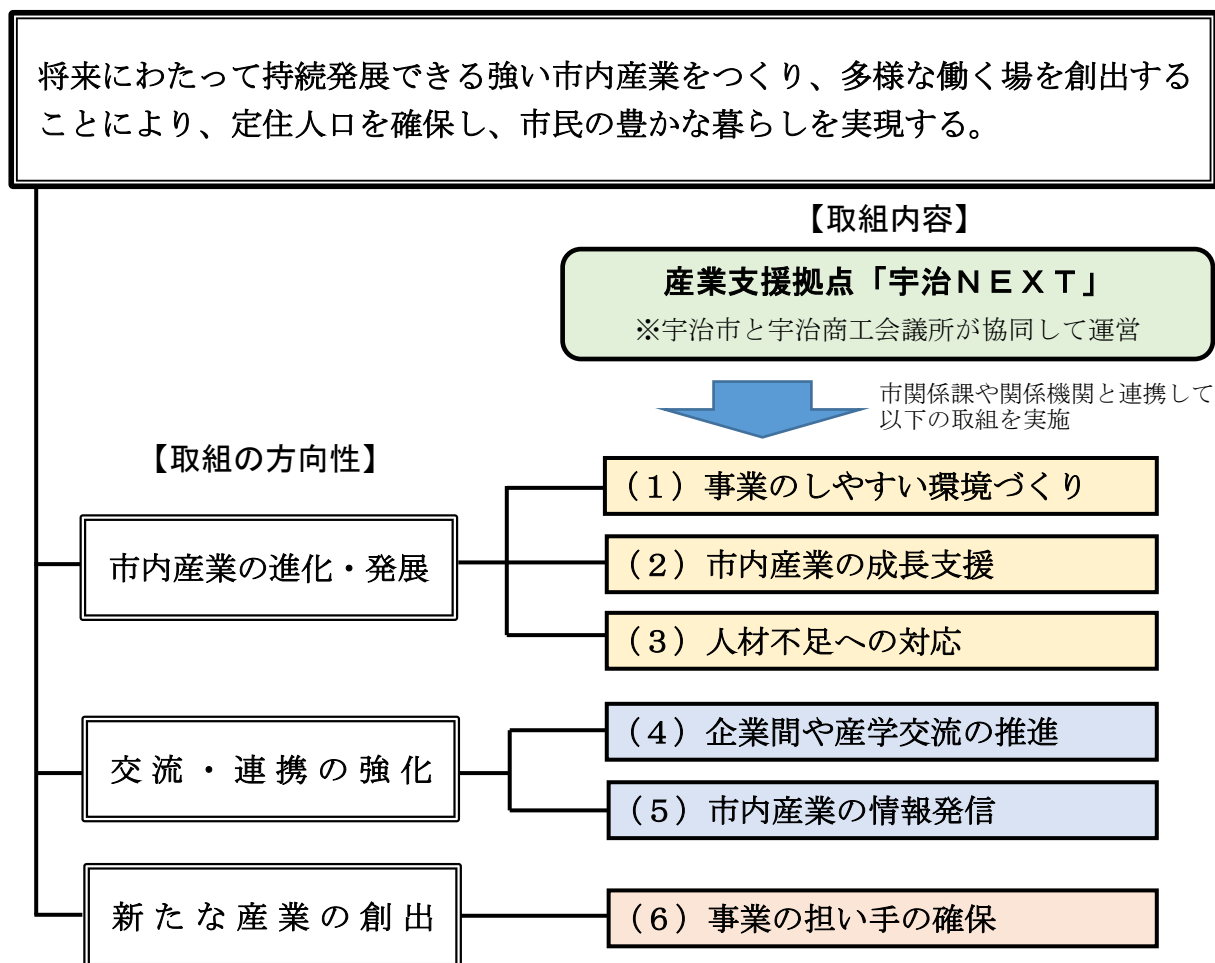 将来にわたって持続発展できる強い市内産業をつくり、多様な働く場を創出する
ことにより、定住人口を確保し、市民の豊かな暮らしを実現する。
【取組内容】
産業支援拠点「宇治ＮＥＸＴ」
※宇治市と宇治商工会議所が協同して運営
市関係課や関係機関と連携して
以下の取組を実施
【取組の方向性】
市内産業の進化・発展
（１）事業のしやすい環境づくり
（２）市内産業の成長支援
（３）人材不足への対応
交流・連携の強化
（４）企業間や産学交流の推進
（５）市内産業の情報発信
新たな産業の創出
（６）事業の担い手の確保